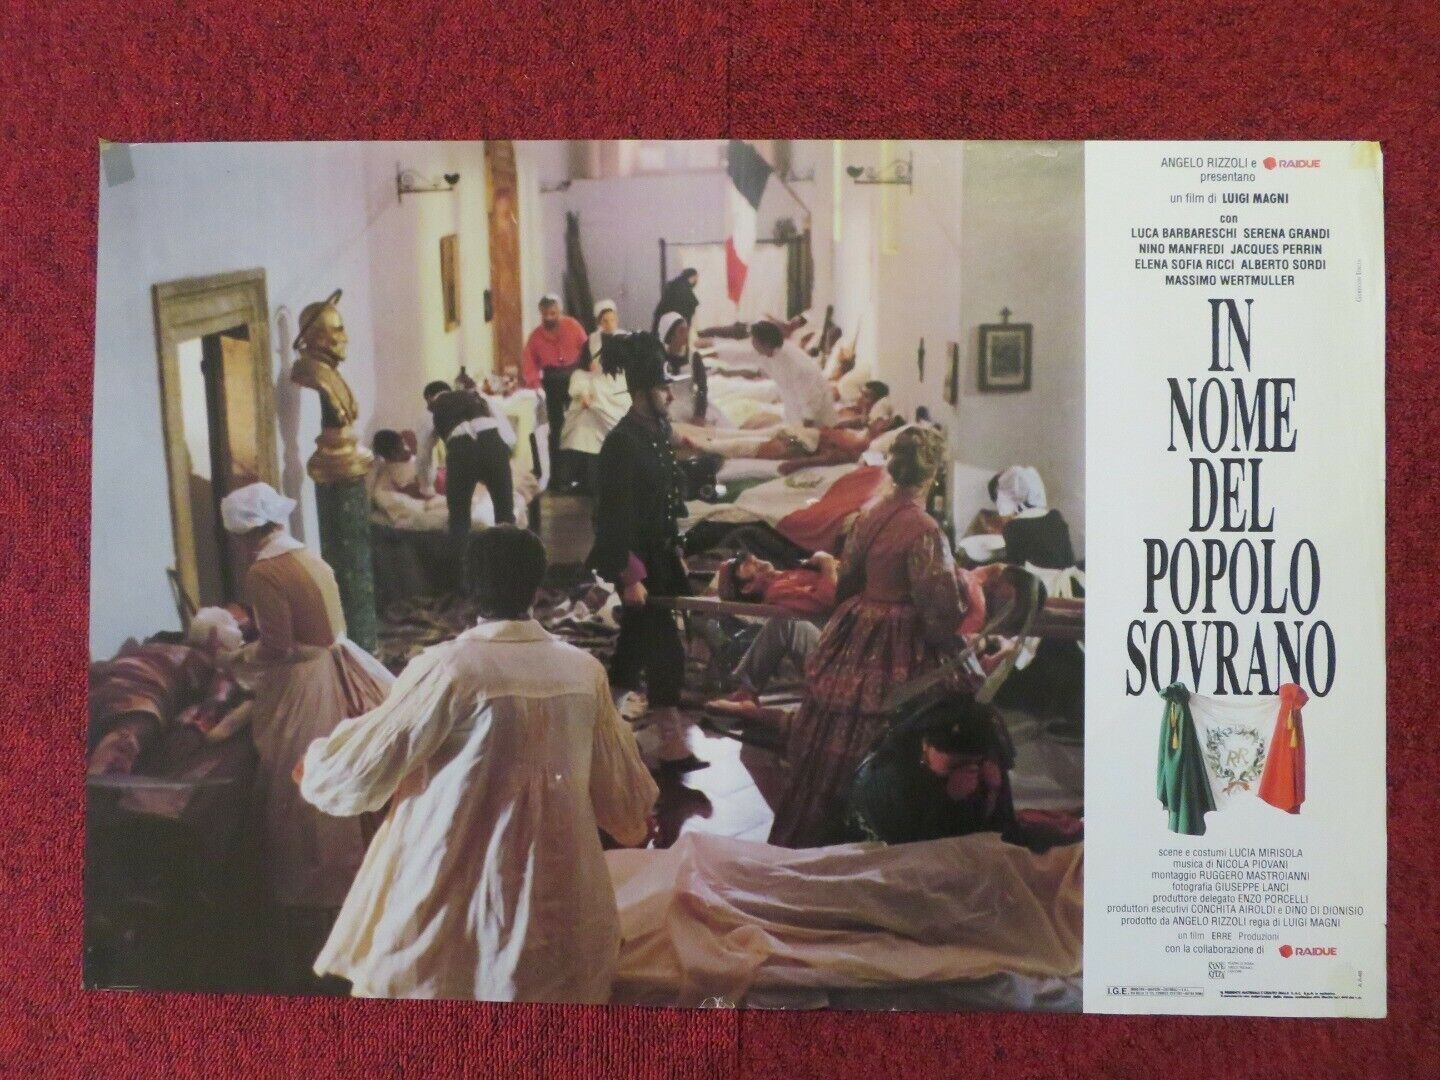 ANGELO RIZZOLI e RAIDUE
presentano
un film di LUIGI MAGNI
con
LUCA BARBARESCHI SERENA GRANDI
NINO MANFREDI JACQUES PERRIN
ELENA SOFIA RICCI ALBERTO SORDI
MASSIMO WERTMULLER
IN
NOME
DEL
POPOLO
SOVRANO
RR
scene e costumi LUCIA MIRISOLA
musica di NICOLA PIOVANI
montaggio RUGGERO MASTROIANNI
fotografia GIUSEPPE LANCI
produttore delegato ENZO PORCELLI
produttori esecutivi CONCHITA AIROLDI e DINO DI DIONISIO
prodotto da ANGELO RIZZOLI regia di LUIGI MAGNI
un film ERRE Produzioni
con la collaborazione di RAIDUE
I.G.E.